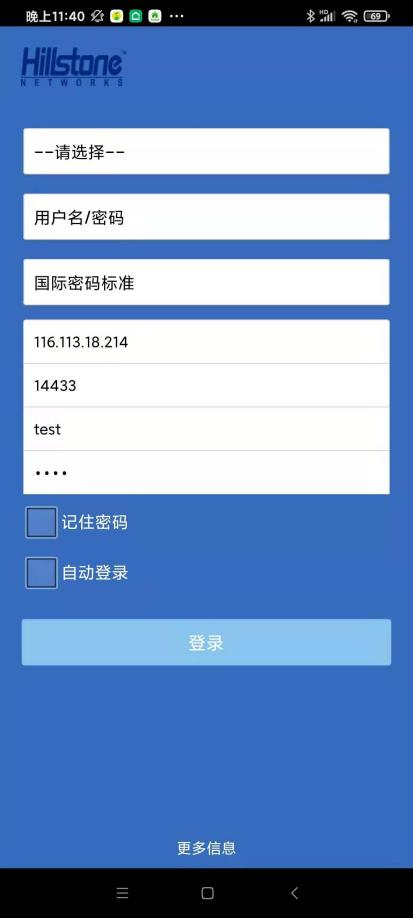 晚上11:40
HD
69
Hillstone
NETWORKS
--请选择--
用户名/密码
国际密码标准
116.113.18.214
14433
test
••••
记住密码
自动登录
登录
更多信息